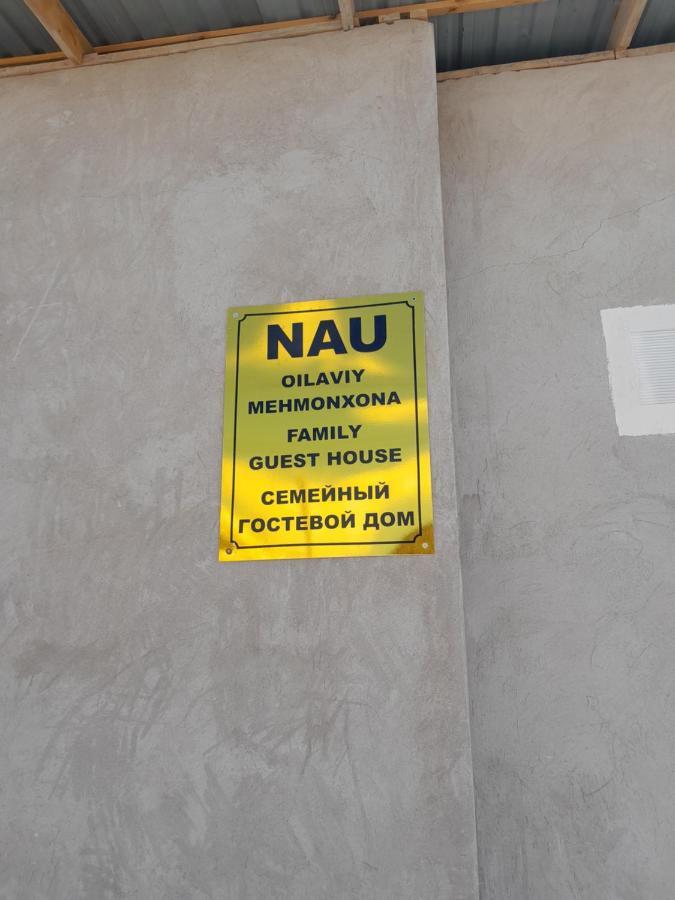 NAU
OILAVIY
MEHMONXONA
FAMILY
GUEST HOUSE
СЕМЕЙНЫЙ
ГОСТЕВОЙ ДОМ